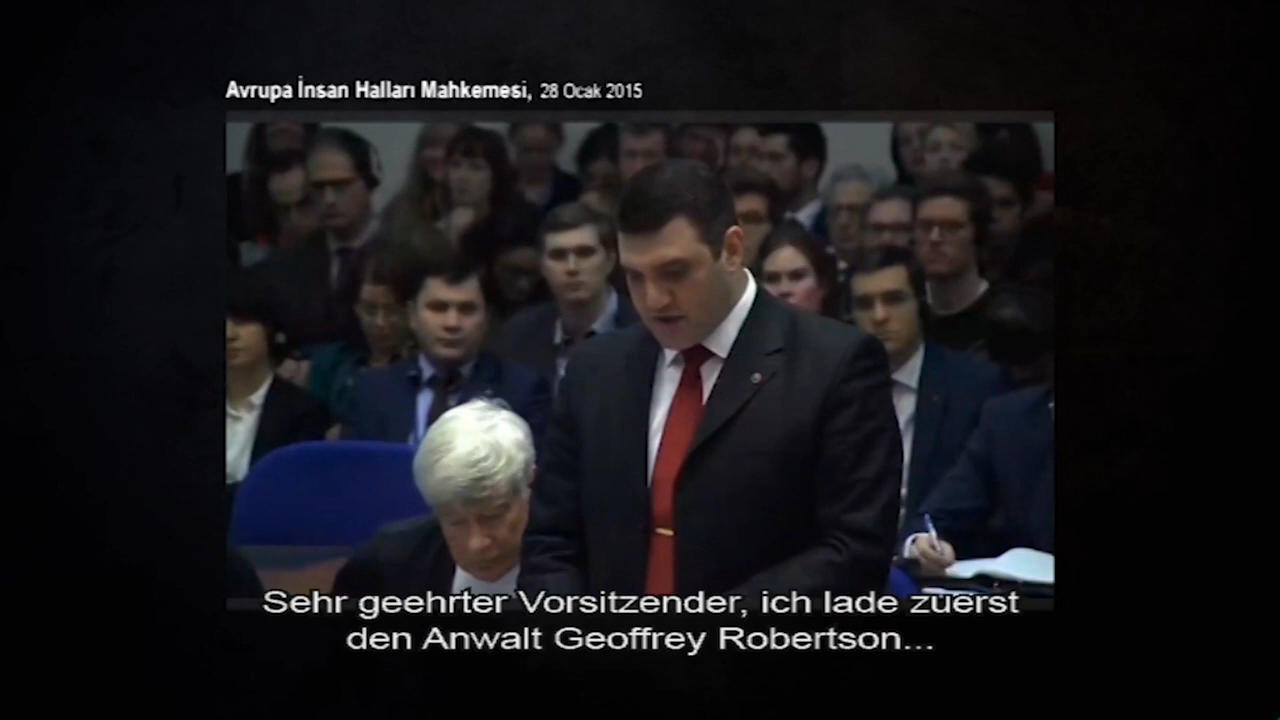 Avrupa İnsan Halları Mahkemesi, 28 Ocak 2015
Sehr geehrter Vorsitzender, ich lade zuerst
den Anwalt Geoffrey Robertson...